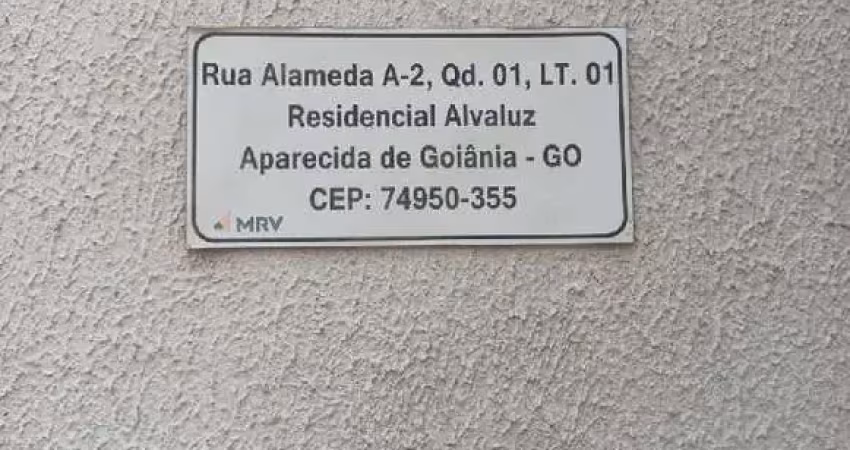 Rua Alameda A-2, Qd. 01, LT. 01
Residencial Alvaluz
Aparecida de Goiânia - GO
CEP: 74950-355
MRV